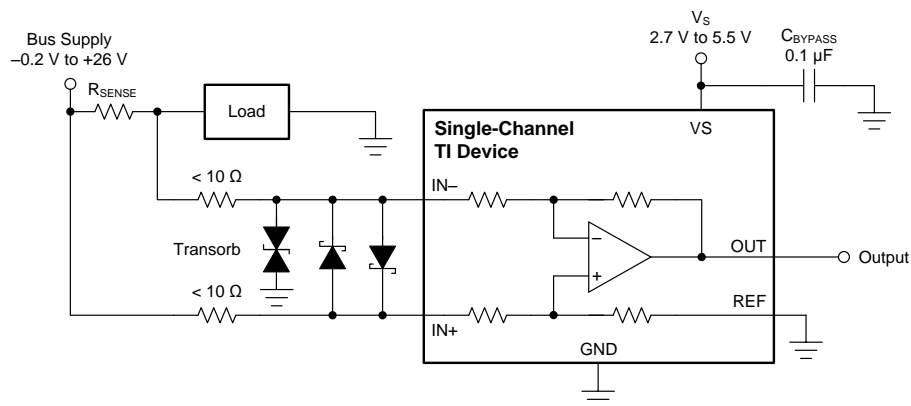 Bus Supply
–0.2 V to +26 V
RSENSE
Load
VS
2.7 V to 5.5 V
CBYPASS
0.1 µF
Single-Channel
TI Device
VS
< 10 Ω
IN–
Transorb
–
+
OUT
Output
< 10 Ω
REF
IN+
GND